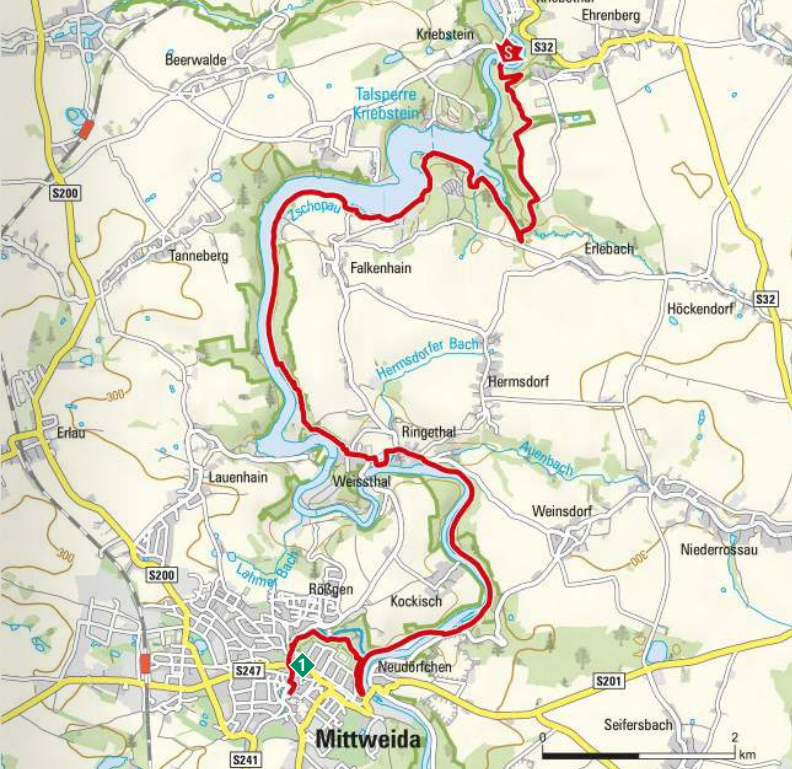 Kriebethal
Ehrenberg
Kriebstein
S
S32
Beerwalde
Talsperre
Kriebstein
S200
Zschopau
Tanneberg
Erlebach
Falkenhain
S32
Höckendorf
Hermsdorfer Bach
Hermsdorf
300
Erlau
Ringethal
Auenbach
Lauenhain
Weissthal
Weinsdorf
Niederrossau
300
300
S200
Lahmer Bach
Rößgen
Kockisch
S247
1
Neudörfchen
S201
Seifersbach
Mittweida
S241
0
2
km